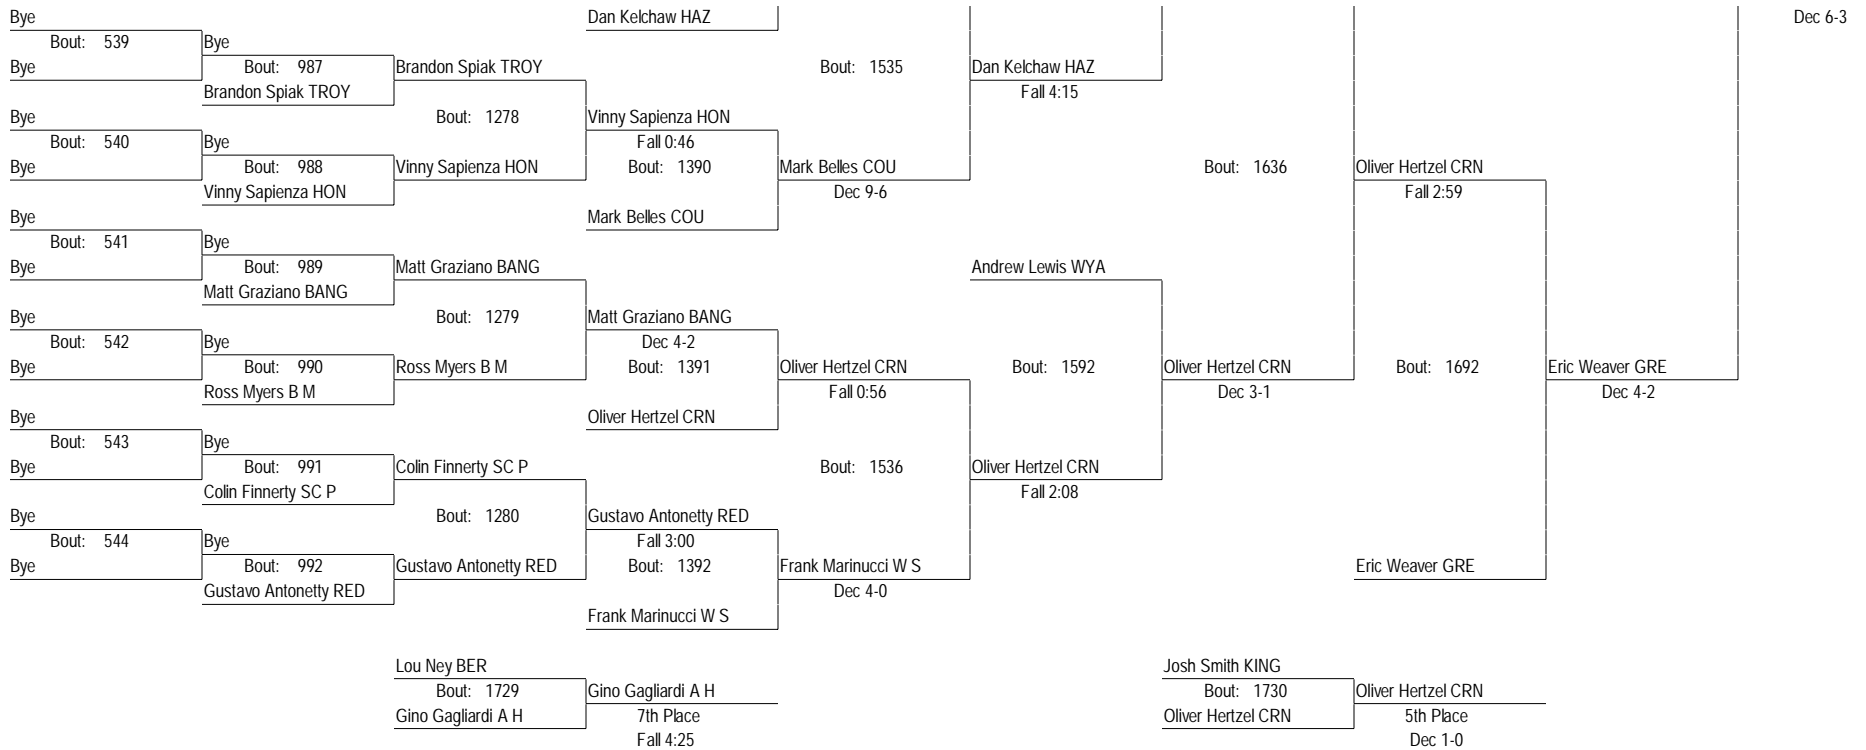 Bye
Dan Kelchaw HAZ
Dec 6-3
Bout: 539
Bye
Bye
Bout: 987
Brandon Spiak TROY
Bout: 1535
Dan Kelchaw HAZ
Brandon Spiak TROY
Fall 4:15
Bye
Bout: 1278
Vinny Sapienza HON
Bout: 540
Bye
Fall 0:46
Bye
Bout: 988
Vinny Sapienza HON
Bout: 1390
Mark Belles COU
Bout: 1636
Oliver Hertzel CRN
Vinny Sapienza HON
Dec 9-6
Fall 2:59
Bye
Mark Belles COU
Bout: 541
Bye
Bye
Bout: 989
Matt Graziano BANG
Andrew Lewis WYA
Matt Graziano BANG
Bye
Bout: 1279
Matt Graziano BANG
Bout: 542
Bye
Dec 4-2
Bye
Bout: 990
Ross Myers B M
Bout: 1391
Oliver Hertzel CRN
Bout: 1592
Oliver Hertzel CRN
Bout: 1692
Eric Weaver GRE
Ross Myers B M
Fall 0:56
Dec 3-1
Dec 4-2
Bye
Oliver Hertzel CRN
Bout: 543
Bye
Bye
Bout: 991
Colin Finnerty SC P
Bout: 1536
Oliver Hertzel CRN
Colin Finnerty SC P
Fall 2:08
Bye
Bout: 1280
Gustavo Antonetty RED
Bout: 544
Bye
Fall 3:00
Bye
Bout: 992
Gustavo Antonetty RED
Bout: 1392
Frank Marinucci W S
Eric Weaver GRE
Gustavo Antonetty RED
Dec 4-0
Frank Marinucci W S
Lou Ney BER
Josh Smith KING
Bout: 1729
Gino Gagliardi A H
Bout: 1730
Oliver Hertzel CRN
Gino Gagliardi A H
7th Place
Oliver Hertzel CRN
5th Place
Fall 4:25
Dec 1-0